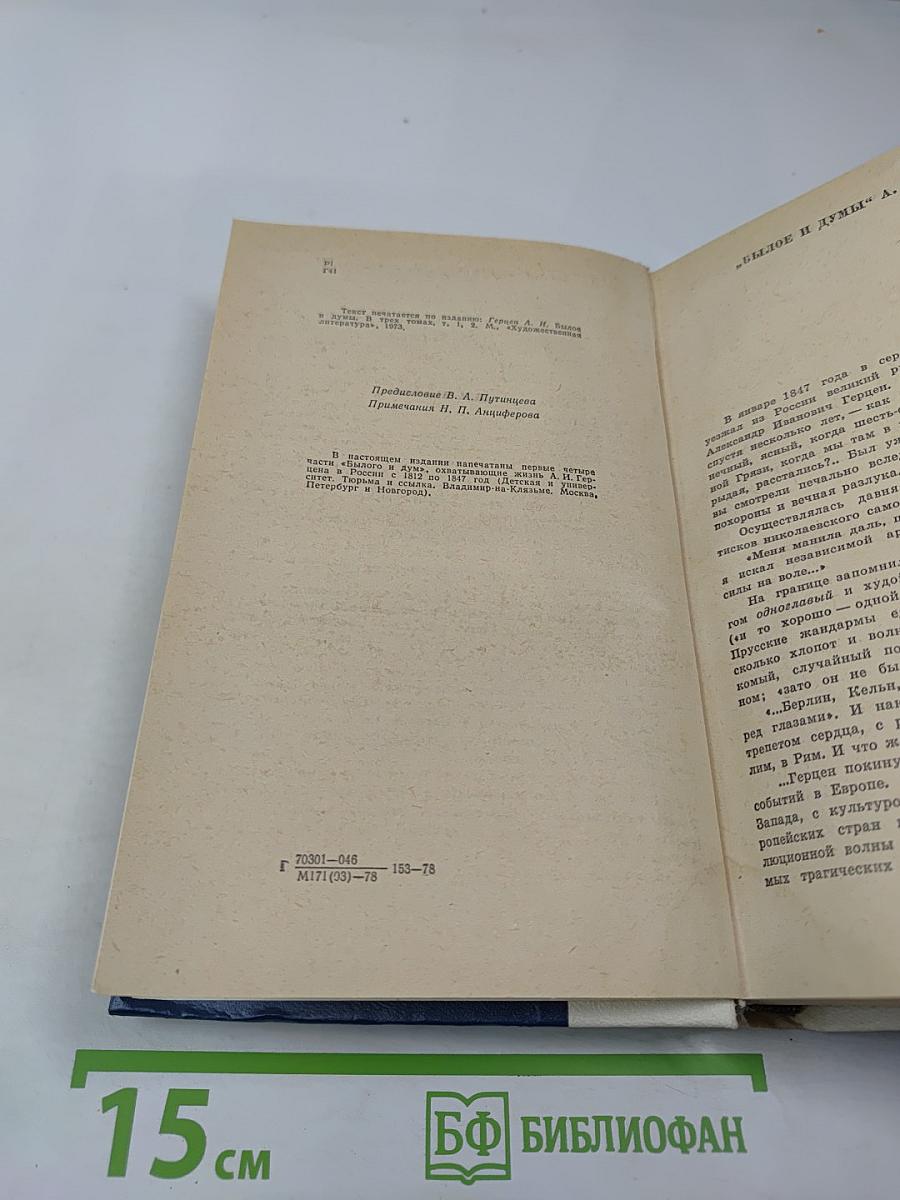 Р1
Г41
Текст печатается по изданию: Герцен А. И. Былое
и думы. В трех томах, т. 1, 2. М., «Художественная
литература», 1973.
Предисловие В. А. Путинцева
Примечания Н. П. Анциферова
В настоящем издании напечатаны первые четыре
части «Былого и дум», охватывающие жизнь А. И. Гер-
цена в России с 1812 по 1847 год (Детская и универ-
ситет. Тюрьма и ссылка. Владимир-на-Клязьме. Москва,
Петербург и Новгород).
Г 70301—046
М171(03)—78 153—78
„БЫЛОЕ И ДУМЫ“ А.
В январе 1847 года в сер
уезжал из России великий р
Александр Иванович Герцен.
спустя несколько лет, — как
нечный, ясный, когда шесть-с
ной Грязи, когда мы там в
рыдая, расстались?.. Был уж
вы смотрели печально всле
похороны и вечная разлука.
Осуществлялась давня
тисков николаевского само
«Меня манила даль, ш
я искал независимой ар
силы на воле...»
На границе запомнил
гом одноглавый и худой
(«и то хорошо — одной
Прусские жандармы е
сколько хлопот и волн
комый, случайный по
ном; «зато он не бы
«...Берлин, Кельн,
ред глазами». И нак
трепетом сердца, с р
лим, в Рим. И что ж
...Герцен покину
событий в Европе.
Запада, с культуро
ропейских стран
люционной волны
мых трагических
15 см
БФ БИБЛИОФАН